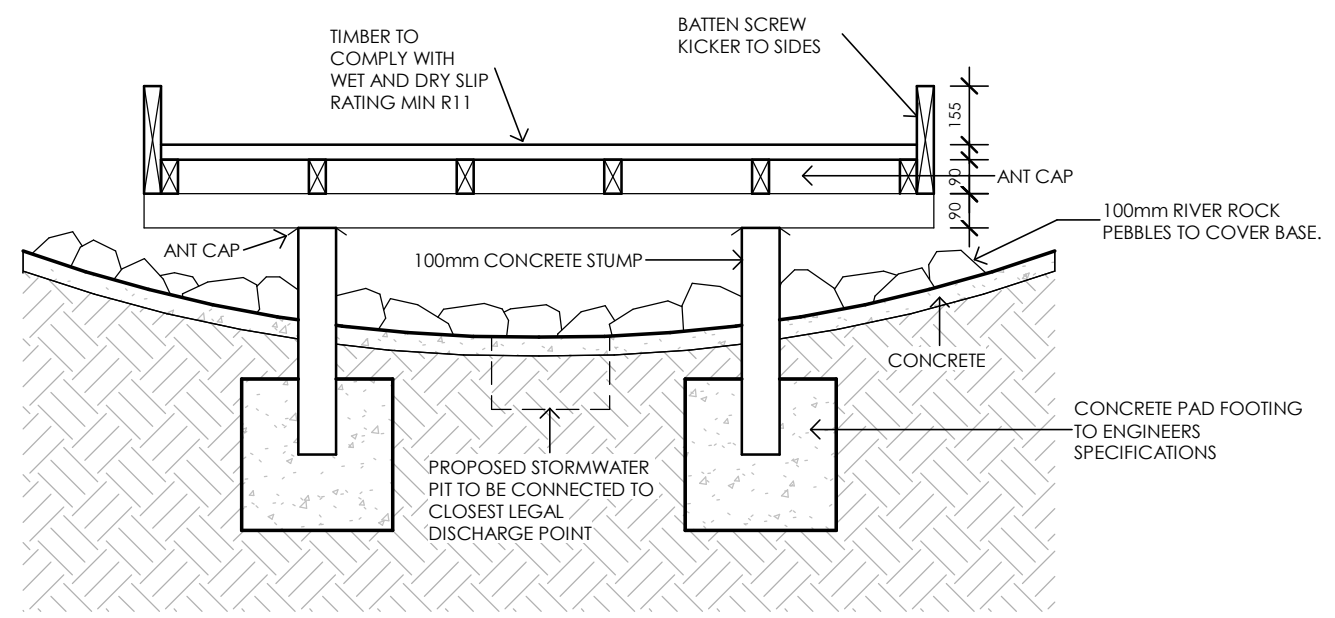 TIMBER TO
COMPLY WITH
WET AND DRY SLIP
RATING MIN R11
BATTEN SCREW
KICKER TO SIDES
155
90
ANT CAP
90
100mm RIVER ROCK
PEBBLES TO COVER BASE.
ANT CAP
100mm CONCRETE STUMP
CONCRETE
CONCRETE PAD FOOTING
TO ENGINEERS
SPECIFICATIONS
PROPOSED STORMWATER
PIT TO BE CONNECTED TO
CLOSEST LEGAL
DISCHARGE POINT